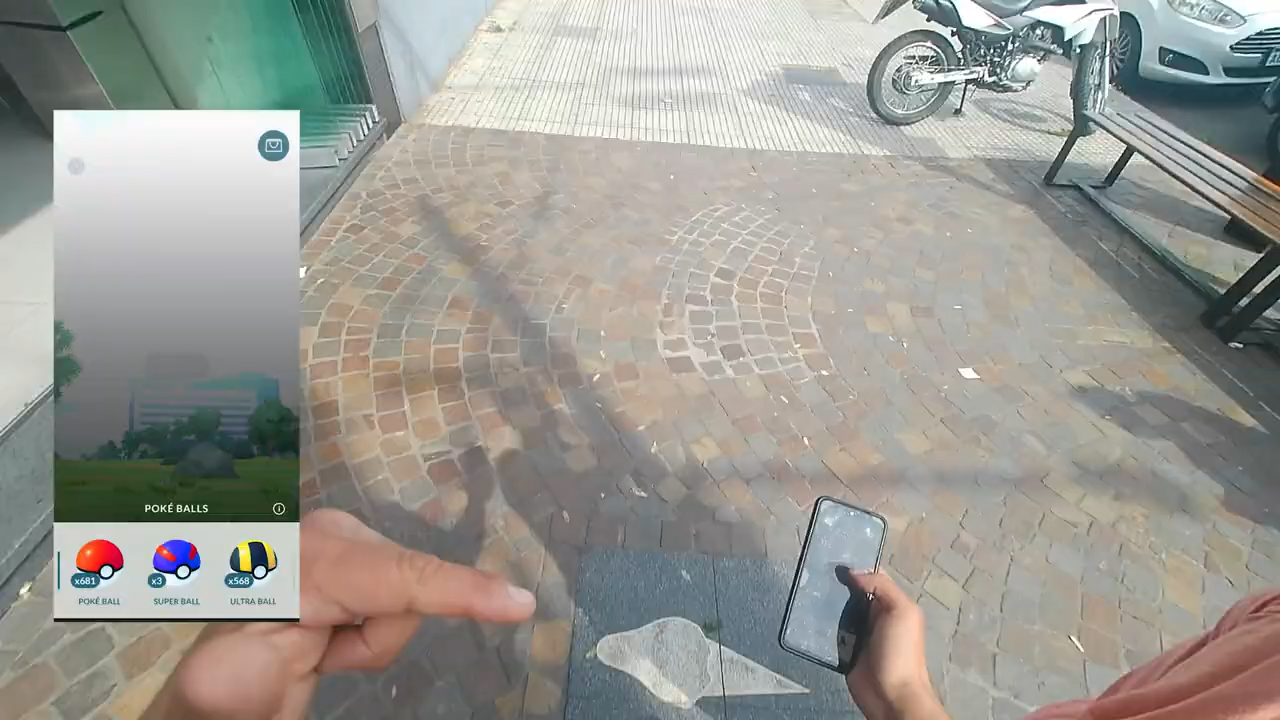 POKÉ BALLS
x681
x3
x568
POKÉ BALL
SUPER BALL
ULTRA BALL